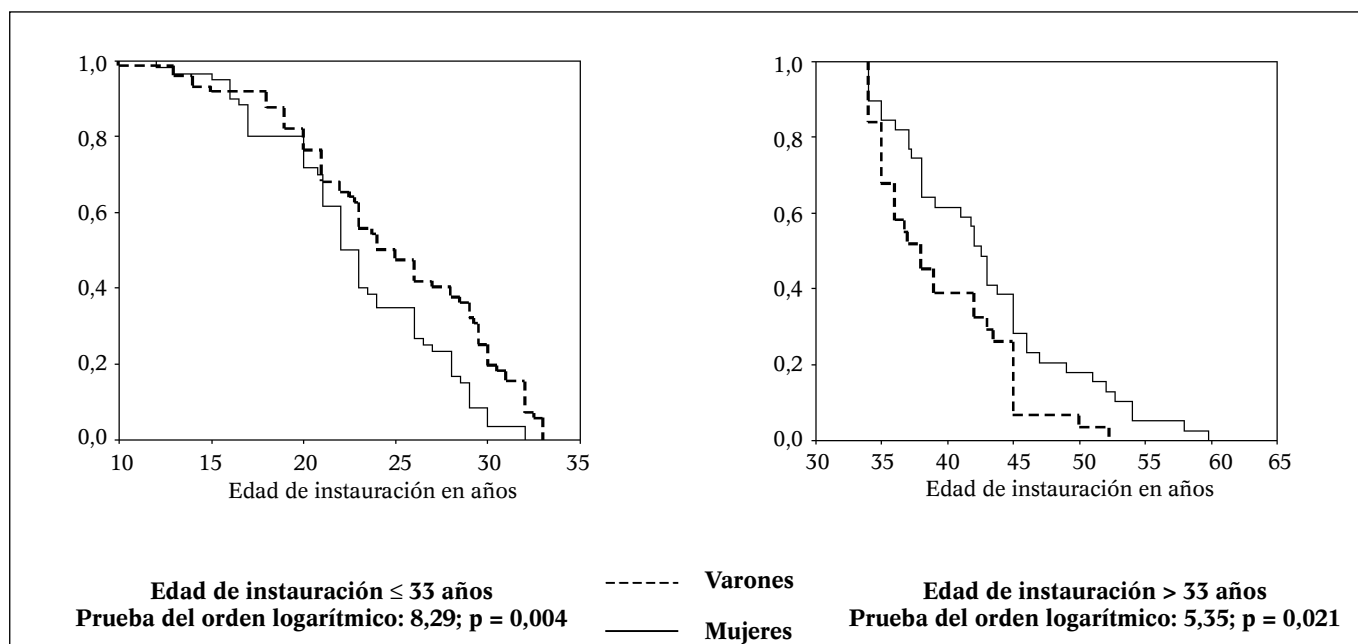 1,0
0,8
0,6
0,4
0,2
0,0
10 15 20 25 30 35
Edad de instauración en años
1,0
0,8
0,6
0,4
0,2
0,0
30 35 40 45 50 55 60 65
Edad de instauración en años
Edad de instauración ≤ 33 años
Prueba del orden logarítmico: 8,29; p = 0,004
Varones
Mujeres
Edad de instauración > 33 años
Prueba del orden logarítmico: 5,35; p = 0,021